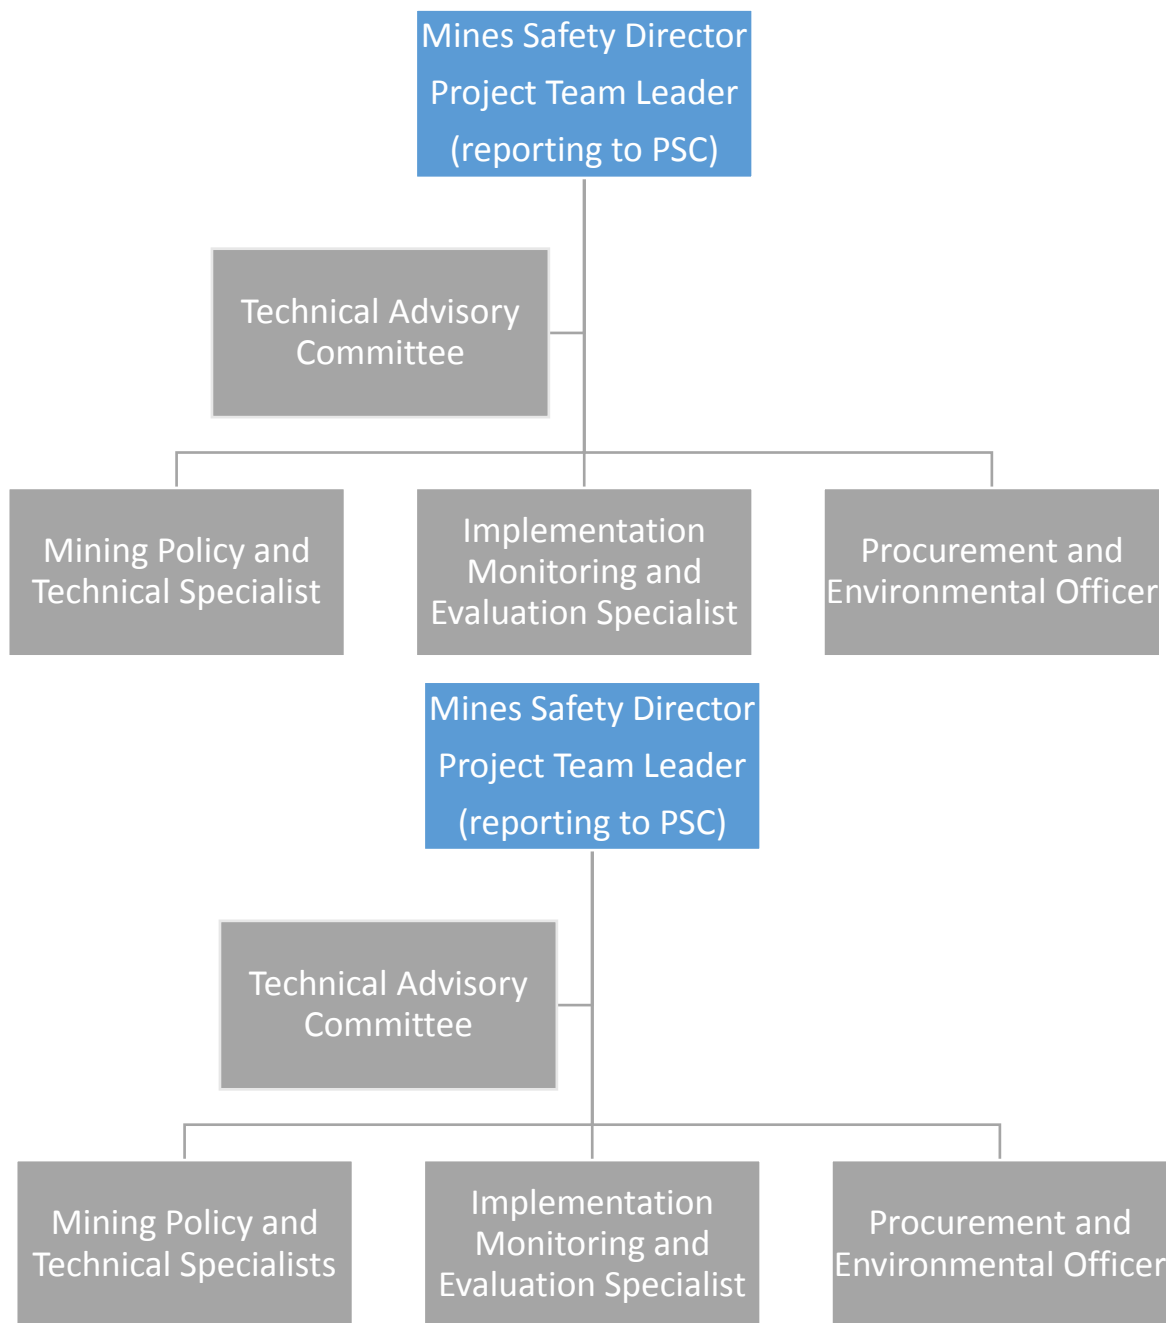 Mines Safety Director
Project Team Leader
(reporting to PSC)
Technical Advisory
Committee
Mining Policy and
Technical Specialist
Implementation
Monitoring and
Evaluation Specialist
Procurement and
Environmental Officer
Mines Safety Director
Project Team Leader
(reporting to PSC)
Technical Advisory
Committee
Mining Policy and
Technical Specialists
Implementation
Monitoring and
Evaluation Specialist
Procurement and
Environmental Officer